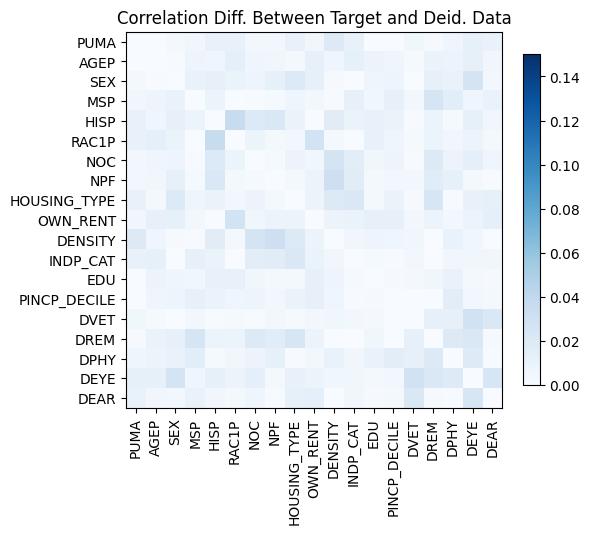 Correlation Diff. Between Target and Deid. Data
PUMA
AGEP
SEX
MSP
HISP
RAC1P
NOC
NPF
HOUSING_TYPE
OWN_RENT
DENSITY
INDP_CAT
EDU
PINCP_DECILE
DVET
DREM
DPHY
DEYE
DEAR
PUMA
AGEP
SEX
MSP
HISP
RAC1P
NOC
NPF
HOUSING_TYPE
OWN_RENT
DENSITY
INDP_CAT
EDU
PINCP_DECILE
DVET
DREM
DPHY
DEYE
DEAR
0.14
0.12
0.10
0.08
0.06
0.04
0.02
0.00